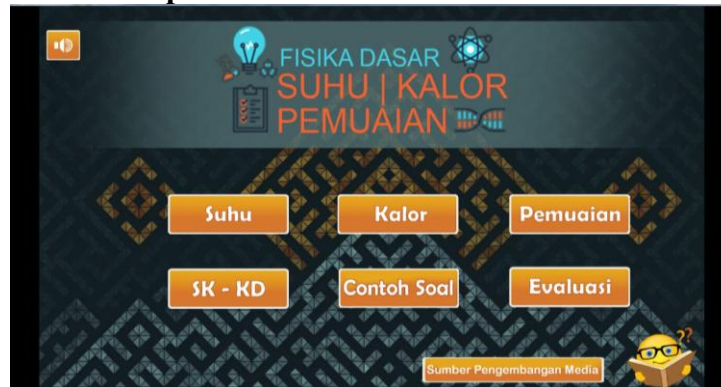 FISIKA DASAR
SUHU | KALOR
PEMUAIAN
Suhu
Kalor
Pemuaian
SK - KD
Contoh Soal
Evaluasi
Sumber Pengembangan Media
??